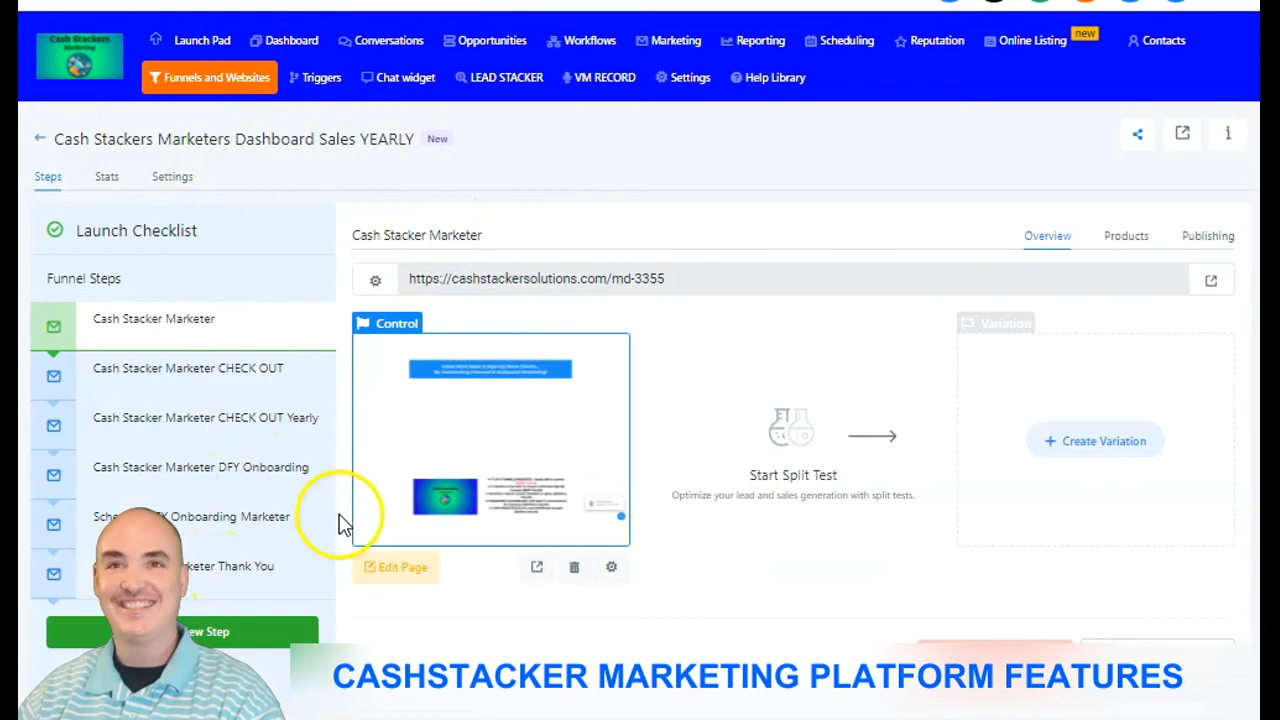 Cash Stackers
Marketing
Launch Pad
Dashboard
Conversations
Opportunities
Workflows
Marketing
Reporting
Scheduling
Reputation
Online Listing
new
Contacts
Funnels and Websites
Triggers
Chat widget
LEAD STACKER
VM RECORD
Settings
Help Library
Cash Stackers Marketers Dashboard Sales YEARLY
New
Steps
Stats
Settings
Launch Checklist
Funnel Steps
Cash Stacker Marketer
Cash Stacker Marketer CHECK OUT
Cash Stacker Marketer CHECK OUT Yearly
Cash Stacker Marketer DFY Onboarding
Onboarding Marketer
Thank You
Step
Cash Stacker Marketer
Overview
Products
Publishing
https://cashstackersolutions.com/md-3355
Control
Edit Page
Start Split Test
Optimize your lead and sales generation with split tests.
Variation
+ Create Variation
CASHSTACKER MARKETING PLATFORM FEATURES